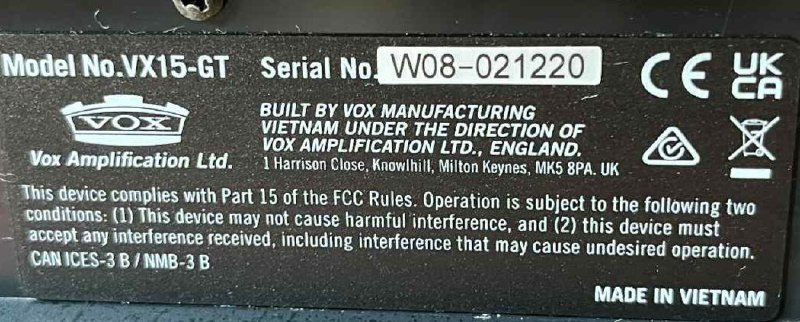 Model No.VX15-GT Serial No. W08-021220 CE UK CA
VOX
Vox Amplification Ltd.
BUILT BY VOX MANUFACTURING
VIETNAM UNDER THE DIRECTION OF
VOX AMPLIFICATION LTD., ENGLAND.
1 Harrison Close, Knowlhill, Milton Keynes, MK5 8PA. UK
This device complies with Part 15 of the FCC Rules. Operation is subject to the following two
conditions: (1) This device may not cause harmful interference, and (2) this device must
accept any interference received, including interference that may cause undesired operation.
CAN ICES-3 B / NMB-3 B
MADE IN VIETNAM